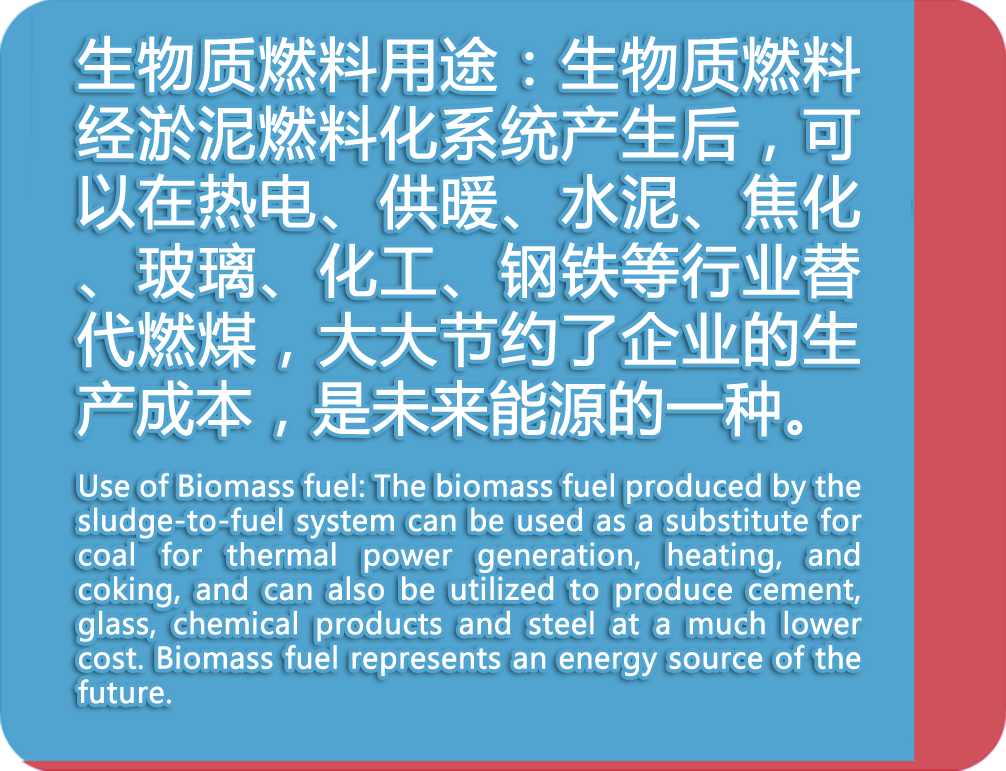 生物质燃料用途：生物质燃料
经淤泥燃料化系统产生后，可
以在热电、供暖、水泥、焦化
、玻璃、化工、钢铁等行业替
代燃煤，大大节约了企业的生
产成本，是未来能源的一种。
Use of Biomass fuel: The biomass fuel produced by the
sludge-to-fuel system can be used as a substitute for
coal for thermal power generation, heating, and
coking, and can also be utilized to produce cement,
glass, chemical products and steel at a much lower
cost. Biomass fuel represents an energy source of the
future.